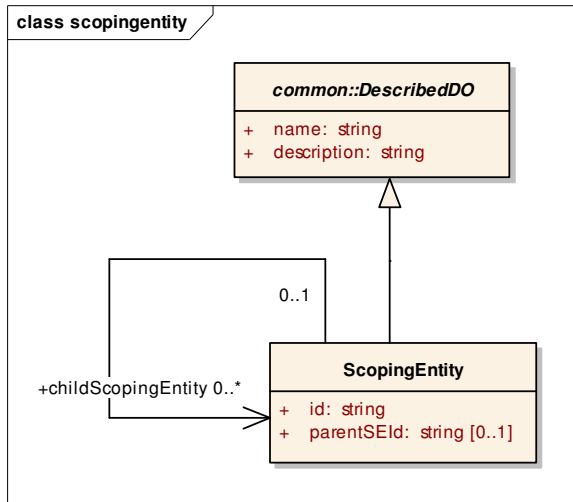 class scopingentity
common::DescribedDO
+ name: string
+ description: string
0..1
+childScopingEntity 0..*
ScopingEntity
+ id: string
+ parentSEId: string [0..1]